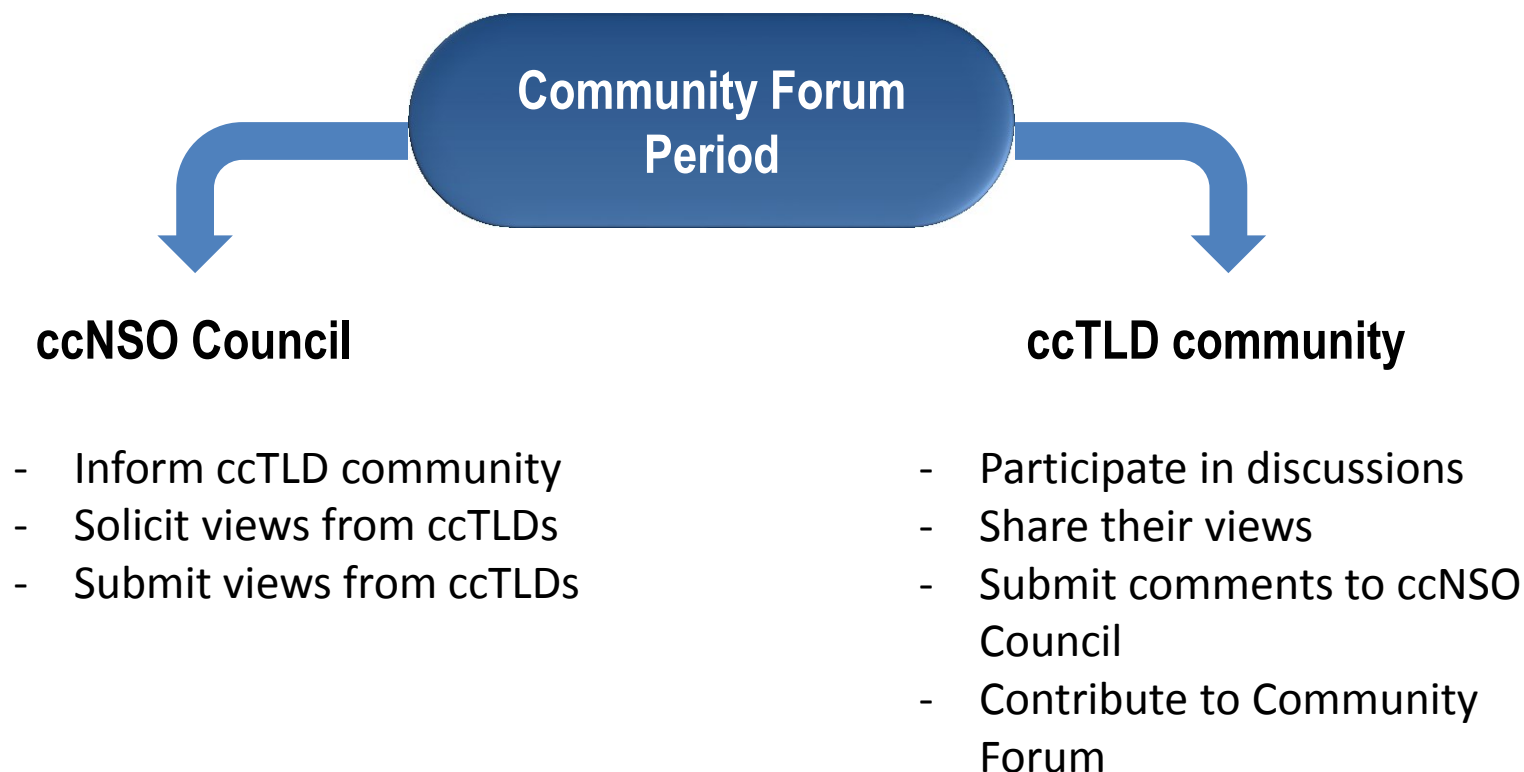 Community Forum
Period
ccNSO Council
- Inform ccTLD community
- Solicit views from ccTLDs
- Submit views from ccTLDs
ccTLD community
- Participate in discussions
- Share their views
- Submit comments to ccNSO
Council
- Contribute to Community
Forum